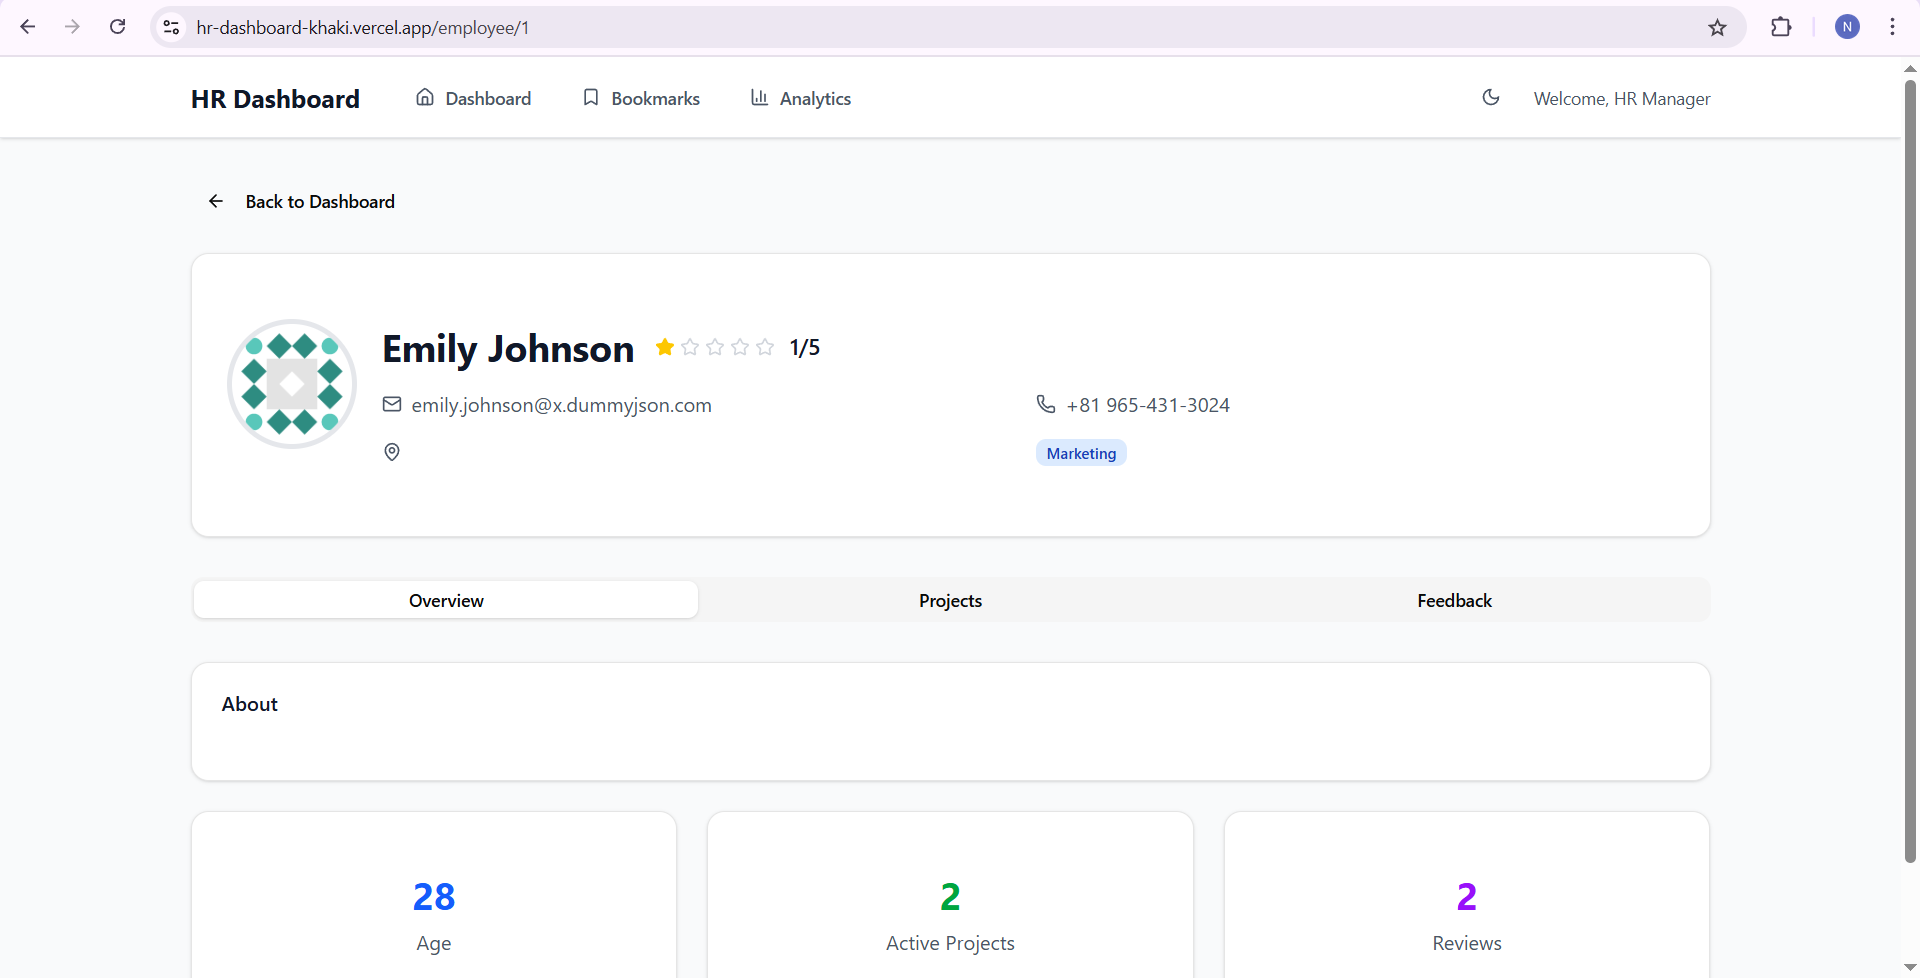 hr-dashboard-khaki.vercel.app/employee/1
N
HR Dashboard
Dashboard
Bookmarks
Analytics
Welcome, HR Manager
Back to Dashboard
Emily Johnson
1/5
emily.johnson@x.dummyjson.com
+81 965-431-3024
Marketing
Overview
Projects
Feedback
About
28
Age
2
Active Projects
2
Reviews